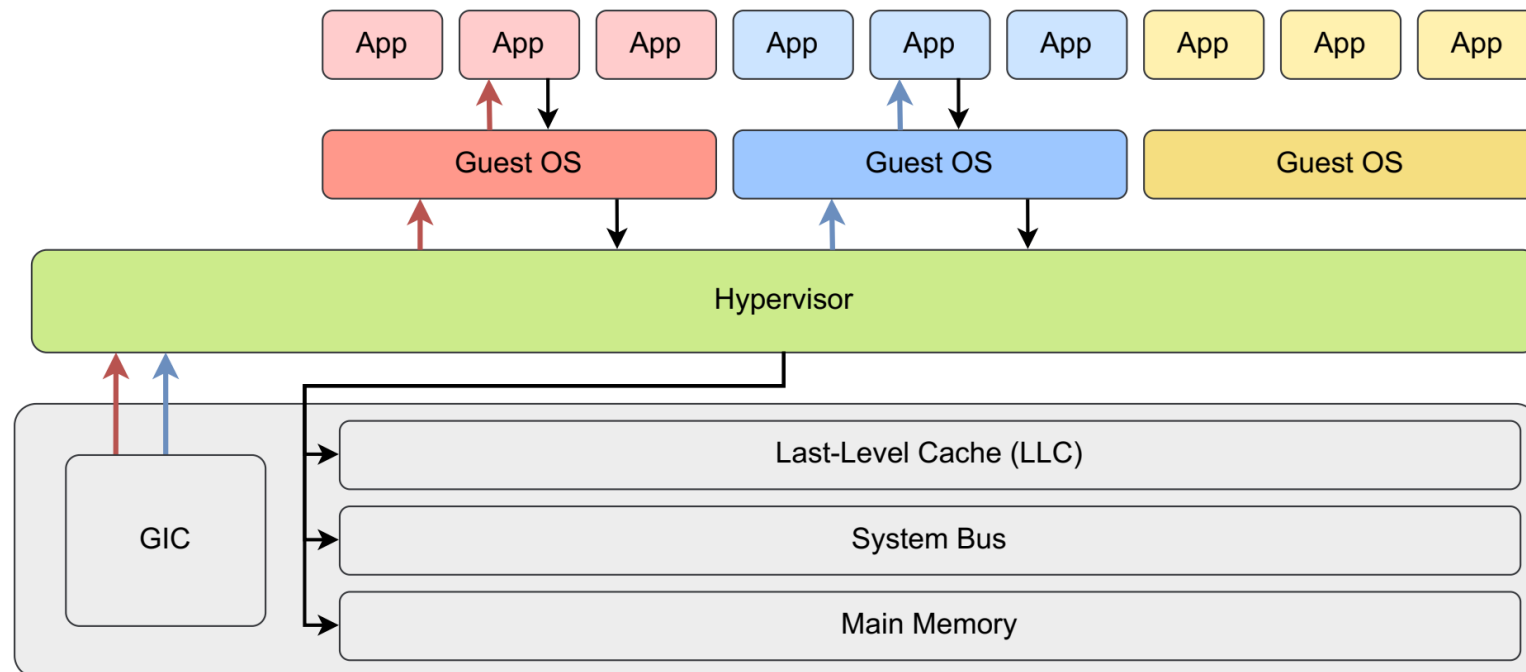 App App App App App App App App App
Guest OS Guest OS Guest OS
Hypervisor
Last-Level Cache (LLC)
GIC System Bus
Main Memory